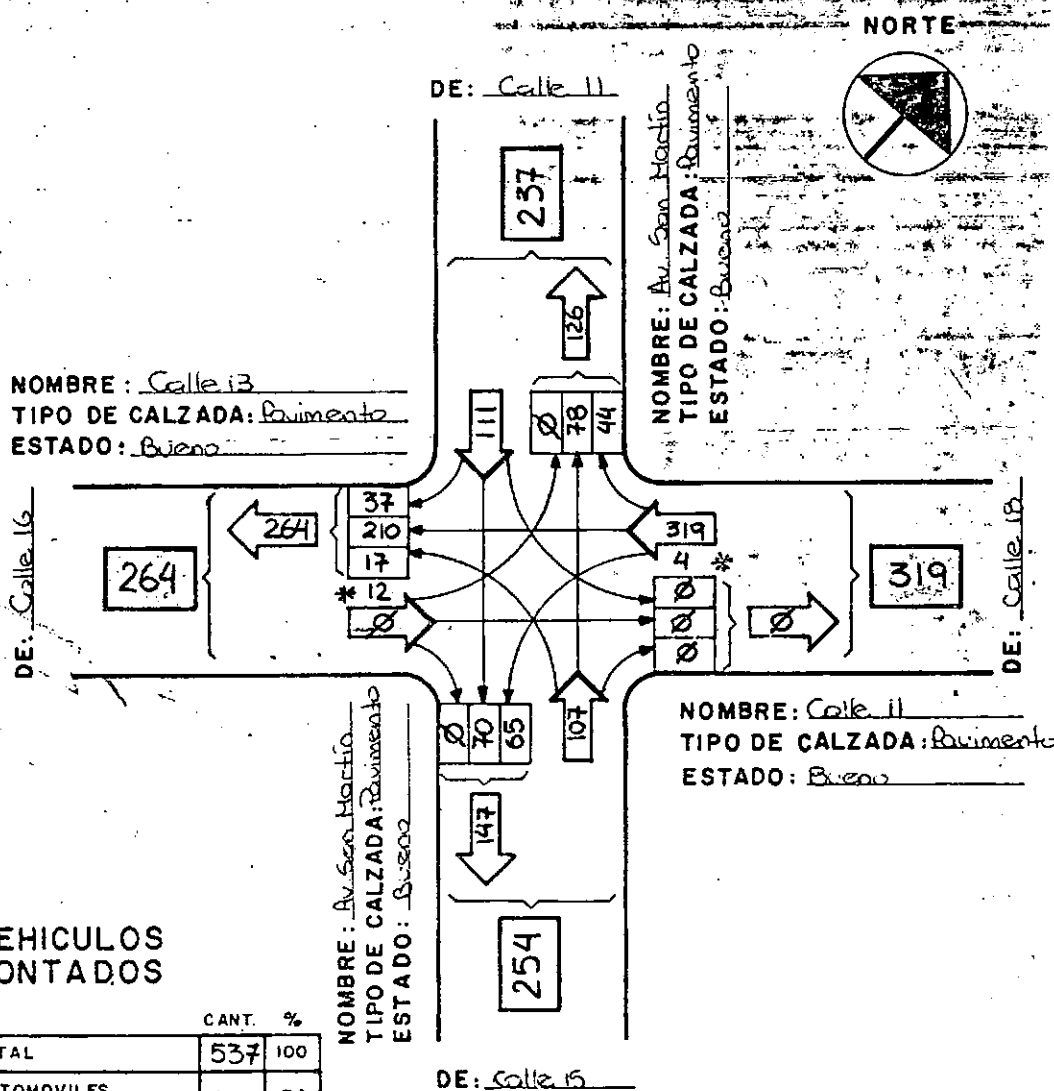 NORTE
DE: Calle 11
237
NOMBRE: Av. San Martín
TIPO DE CALZADA: Pavimento
ESTADO: Bueno
126
NOMBRE: Calle 13
TIPO DE CALZADA: Pavimento
ESTADO: Bueno
111
Ø 78 44
DE: Calle 16
264
264
37
210
17
* 12
Ø
319
4 *
Ø
Ø
Ø
Ø
319
DE: Calle 18
Ø 70 65
107
NOMBRE: Calle 11
TIPO DE CALZADA: Pavimento
ESTADO: Bueno
NOMBRE: Av San Martín
TIPO DE CALZADA: Pavimento
ESTADO: Bueno
147
254
EHICULOS
ONTADOS
CANT. %
TAL 537 100
TOMOVILES
DE: Calle 15